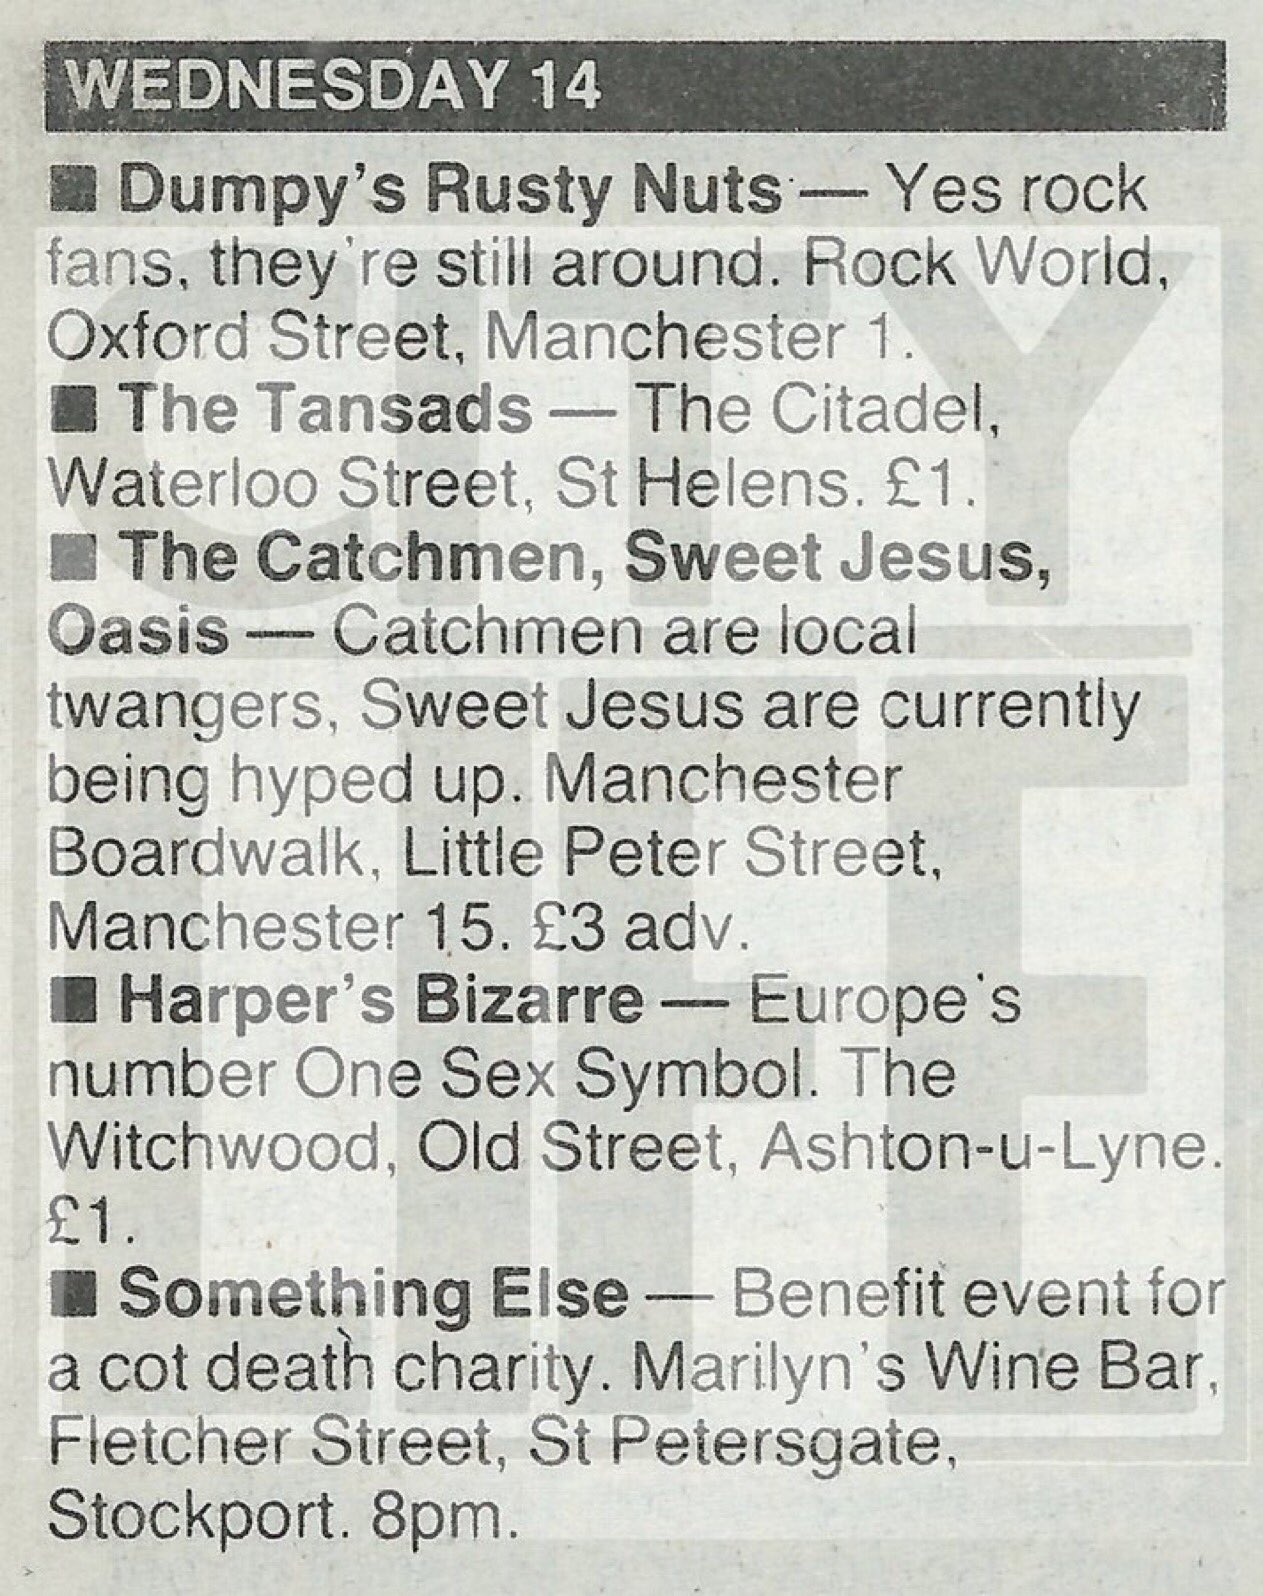 WEDNESDAY 14
■ Dumpy's Rusty Nuts — Yes rock
fans, they're still around. Rock World,
Oxford Street, Manchester 1.
■ The Tansads — The Citadel,
Waterloo Street, St Helens. £1.
■ The Catchmen, Sweet Jesus,
Oasis — Catchmen are local
twangers, Sweet Jesus are currently
being hyped up. Manchester
Boardwalk, Little Peter Street,
Manchester 15. £3 adv.
■ Harper's Bizarre — Europe's
number One Sex Symbol. The
Witchwood, Old Street, Ashton-u-Lyne.
£1.
■ Something Else — Benefit event for
a cot death charity. Marilyn's Wine Bar,
Fletcher Street, St Petersgate,
Stockport. 8pm.
CITY
LIFE